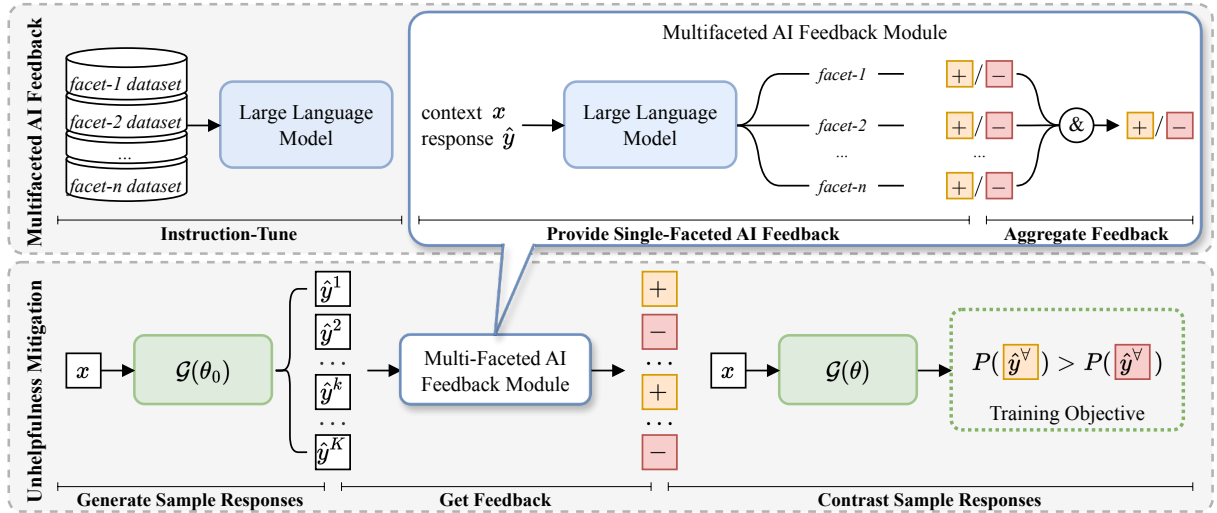 Multifaceted AI Feedback
facet-1 dataset
facet-2 dataset
...
facet-n dataset
Large Language
Model
Instruction-Tune
Multifaceted AI Feedback Module
context x
response ŷ
Large Language
Model
facet-1
facet-2
...
facet-n
+ / −
+ / −
...
+ / −
&
+ / −
Provide Single-Faceted AI Feedback
Aggregate Feedback
Unhelpfulness Mitigation
x
𝒢(θ₀)
ŷ¹
ŷ²
...
ŷᵏ
...
ŷᴷ
Generate Sample Responses
Multi-Faceted AI
Feedback Module
Get Feedback
+
−
...
+
...
−
x
𝒢(θ)
P( ŷ^∀ ) > P( ŷ^∀ )
Training Objective
Contrast Sample Responses